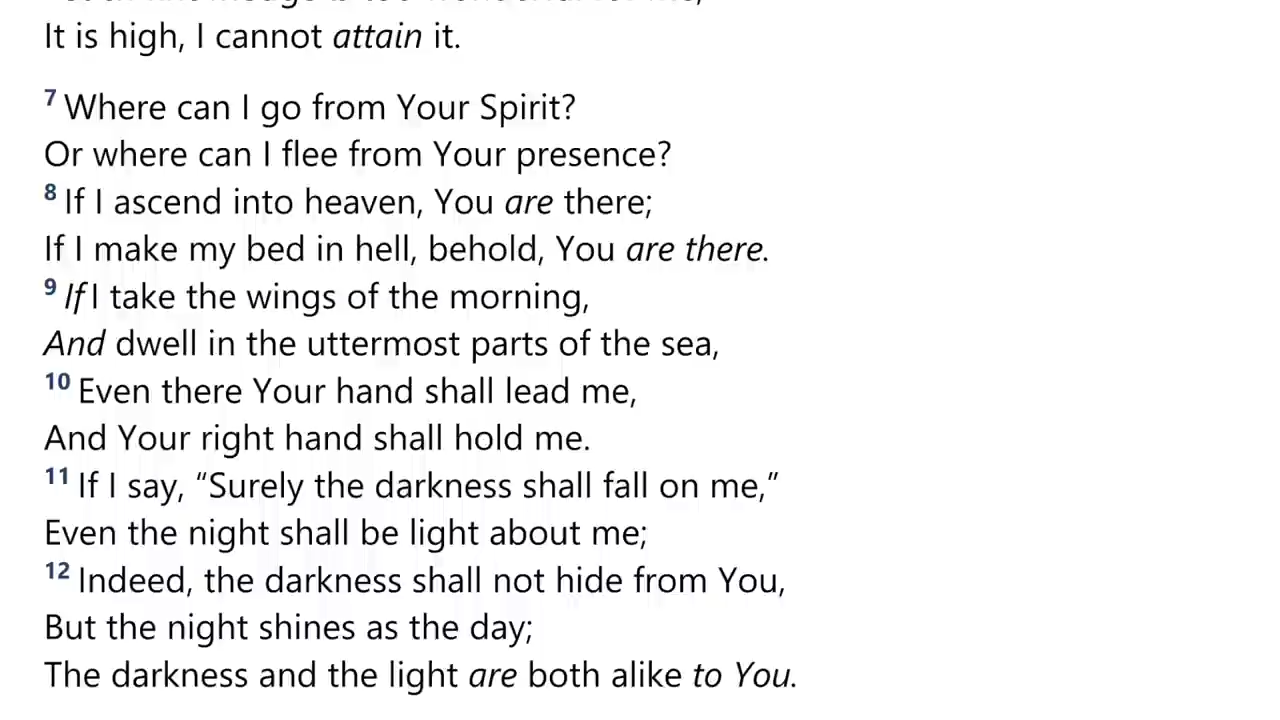 It is high, I cannot attain it.
7 Where can I go from Your Spirit?
Or where can I flee from Your presence?
8 If I ascend into heaven, You are there;
If I make my bed in hell, behold, You are there.
9 If I take the wings of the morning,
And dwell in the uttermost parts of the sea,
10 Even there Your hand shall lead me,
And Your right hand shall hold me.
11 If I say, “Surely the darkness shall fall on me,”
Even the night shall be light about me;
12 Indeed, the darkness shall not hide from You,
But the night shines as the day;
The darkness and the light are both alike to You.